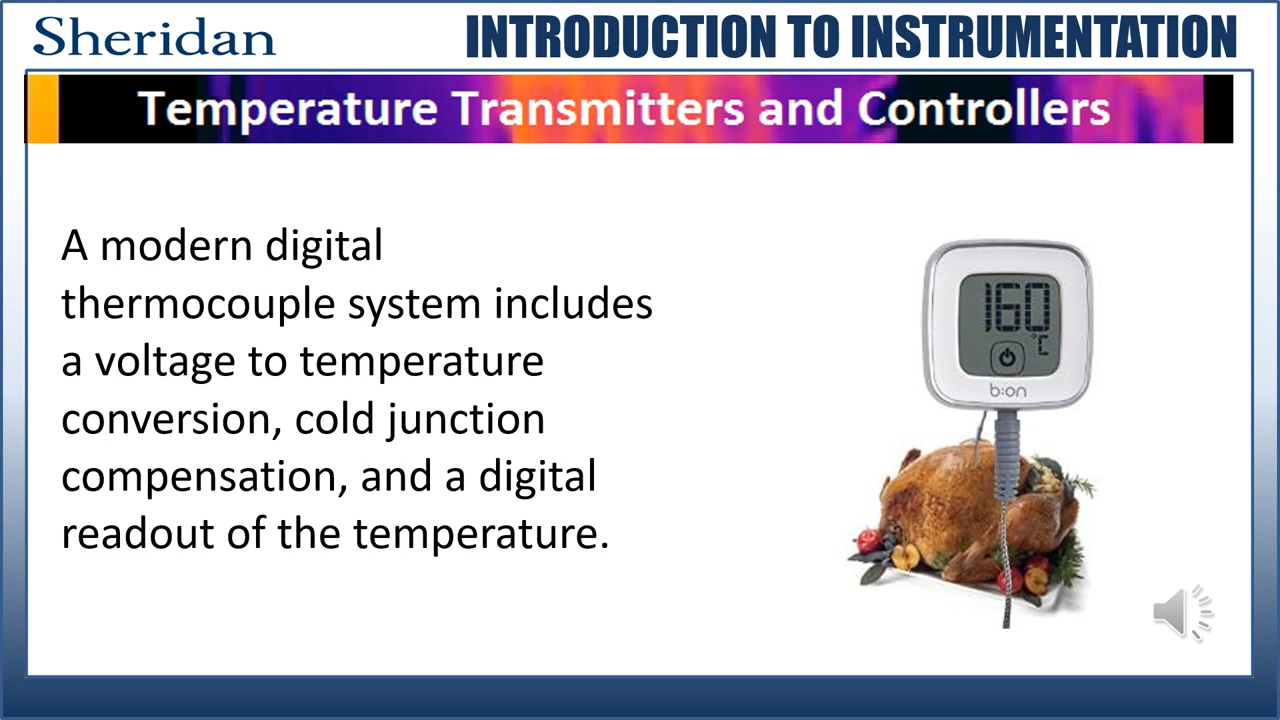 Sheridan
INTRODUCTION TO INSTRUMENTATION
Temperature Transmitters and Controllers
A modern digital
thermocouple system includes
a voltage to temperature
conversion, cold junction
compensation, and a digital
readout of the temperature.
160
°C
b:on